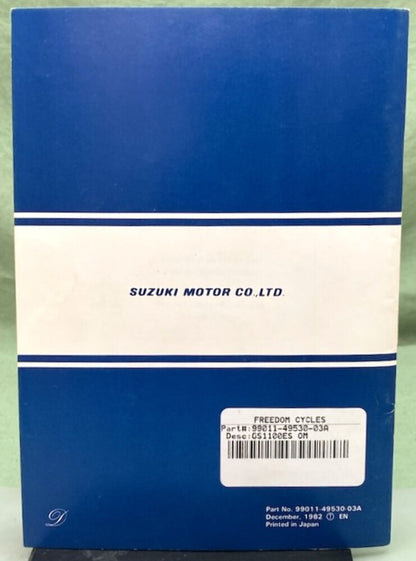 SUZUKI MOTOR CO.,LTD.
FREEDOM CYCLES
Part#:99011-49530-03A
Desc:GS1100ES OM
Part No. 99011-49530-03A
December, 1982 ① EN
Printed in Japan
D